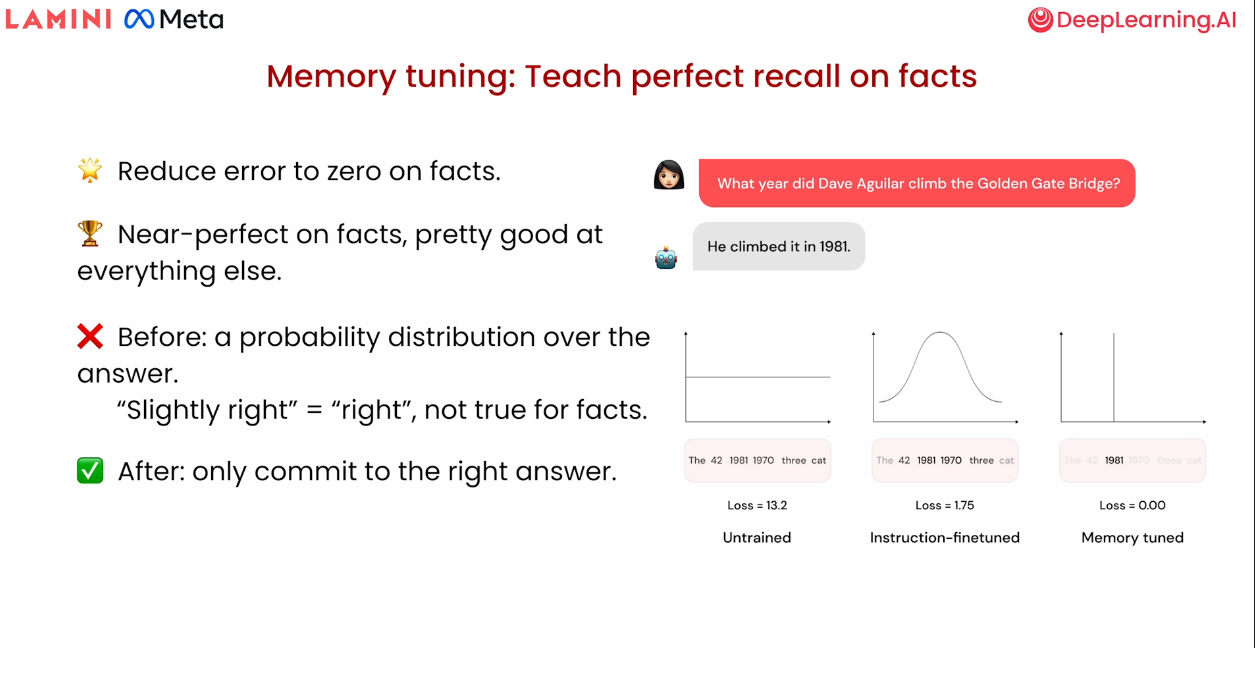 LAMINI Meta
DeepLearning.AI
Memory tuning: Teach perfect recall on facts
Reduce error to zero on facts.
Near-perfect on facts, pretty good at
everything else.
Before: a probability distribution over the
answer.
“Slightly right” = “right”, not true for facts.
After: only commit to the right answer.
What year did Dave Aguilar climb the Golden Gate Bridge?
He climbed it in 1981.
The 42 1981 1970 three cat
Loss = 13.2
Untrained
The 42 1981 1970 three cat
Loss = 1.75
Instruction-finetuned
The 42 1981 1970 three cat
Loss = 0.00
Memory tuned